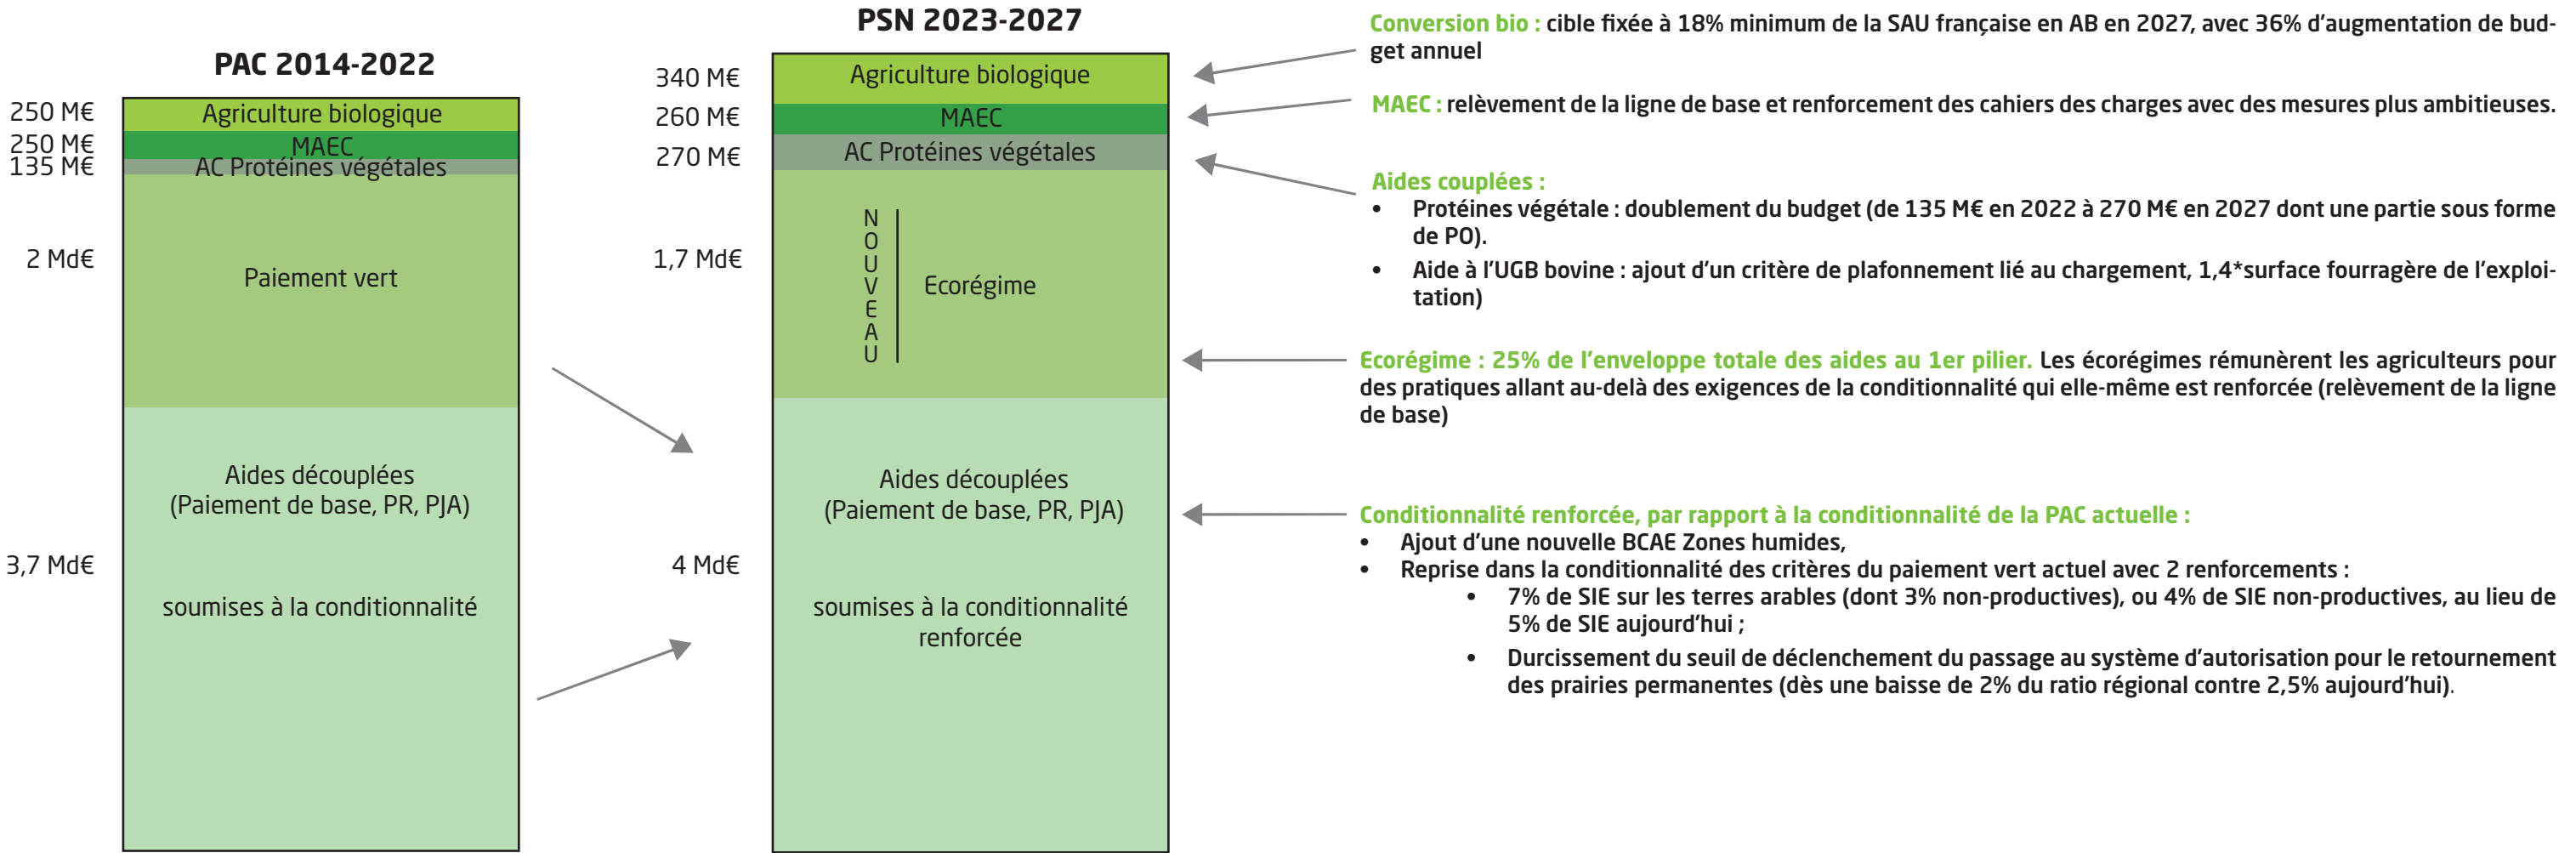 PAC 2014-2022
250 M€
Agriculture biologique
250 M€
MAEC
135 M€
AC Protéines végétales
2 Md€
Paiement vert
3,7 Md€
Aides découplées
(Paiement de base, PR, PJA)
soumises à la conditionnalité
PSN 2023-2027
340 M€
Agriculture biologique
260 M€
MAEC
270 M€
AC Protéines végétales
1,7 Md€
NOUVEAU
Ecorégime
4 Md€
Aides découplées
(Paiement de base, PR, PJA)
soumises à la conditionnalité
renforcée
Conversion bio : cible fixée à 18% minimum de la SAU française en AB en 2027, avec 36% d'augmentation de bud-
get annuel
MAEC : relèvement de la ligne de base et renforcement des cahiers des charges avec des mesures plus ambitieuses.
Aides couplées :
• Protéines végétale : doublement du budget (de 135 M€ en 2022 à 270 M€ en 2027 dont une partie sous forme
de PO).
• Aide à l'UGB bovine : ajout d'un critère de plafonnement lié au chargement, 1,4*surface fourragère de l'exploi-
tation)
Ecorégime : 25% de l'enveloppe totale des aides au 1er pilier. Les écorégimes rémunèrent les agriculteurs pour
des pratiques allant au-delà des exigences de la conditionnalité qui elle-même est renforcée (relèvement de la ligne
de base)
Conditionnalité renforcée, par rapport à la conditionnalité de la PAC actuelle :
• Ajout d'une nouvelle BCAE Zones humides,
• Reprise dans la conditionnalité des critères du paiement vert actuel avec 2 renforcements :
• 7% de SIE sur les terres arables (dont 3% non-productives), ou 4% de SIE non-productives, au lieu de
5% de SIE aujourd'hui ;
• Durcissement du seuil de déclenchement du passage au système d'autorisation pour le retournement
des prairies permanentes (dès une baisse de 2% du ratio régional contre 2,5% aujourd'hui).